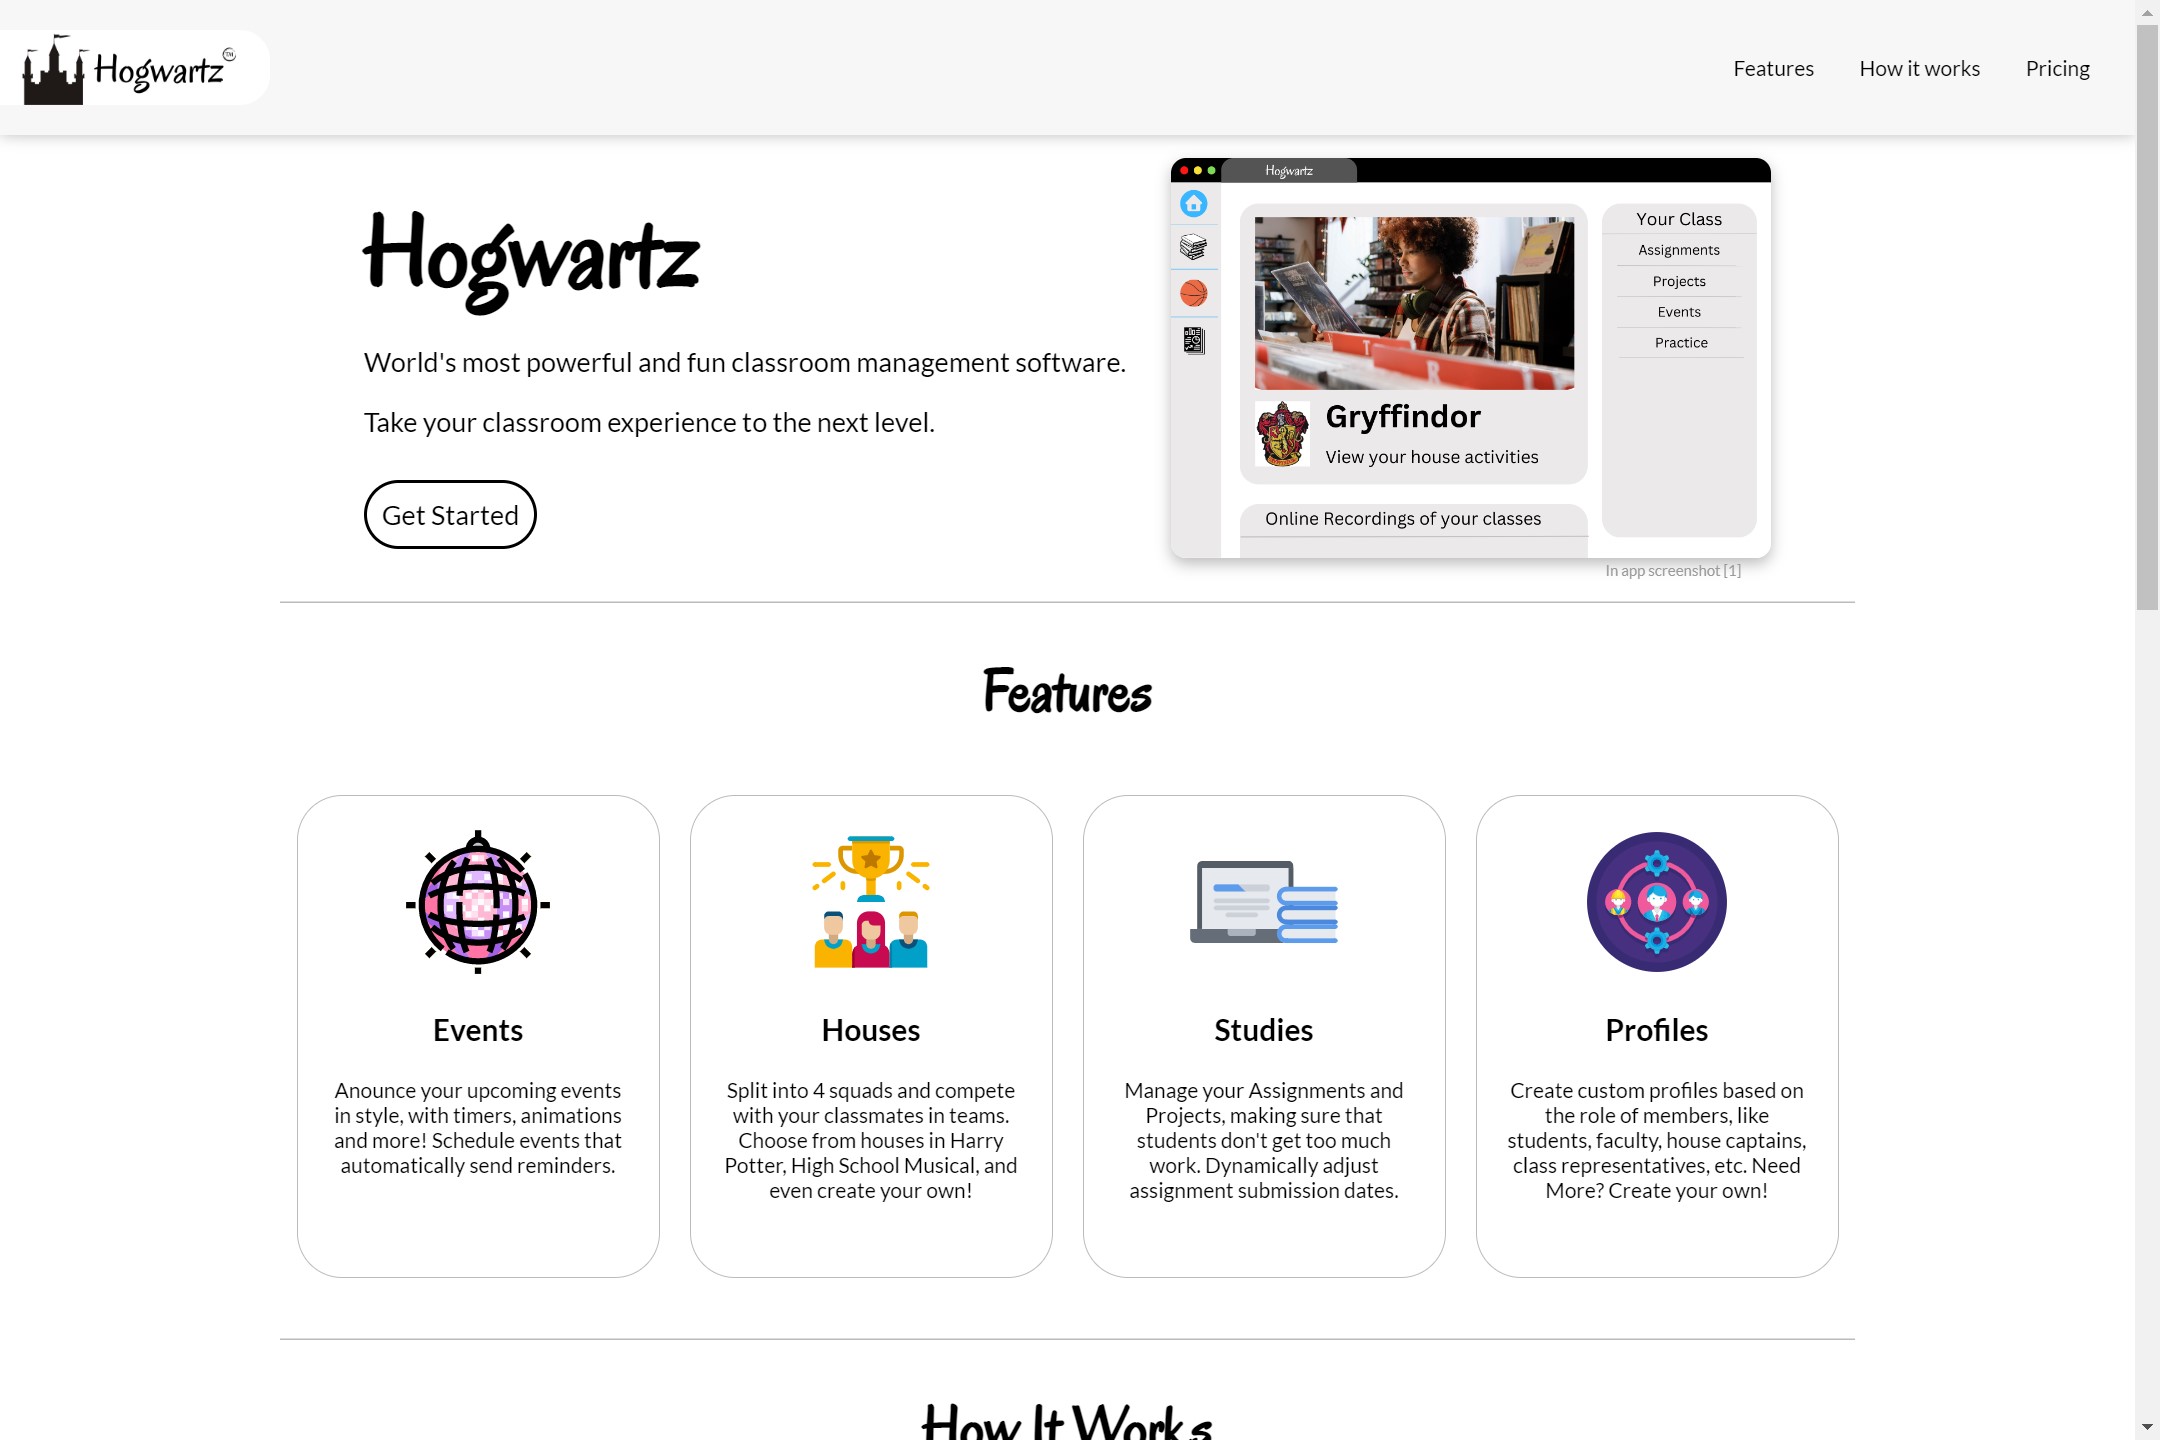 Hogwartz TM
Features
How it works
Pricing
Hogwartz
Your Class
Assignments
Projects
Events
Practice
T
R
Gryffindor
View your house activities
Online Recordings of your classes
In app screenshot [1]
Hogwartz
World's most powerful and fun classroom management software.
Take your classroom experience to the next level.
Get Started
Features
Events
Anounce your upcoming events
in style, with timers, animations
and more! Schedule events that
automatically send reminders.
Houses
Split into 4 squads and compete
with your classmates in teams.
Choose from houses in Harry
Potter, High School Musical, and
even create your own!
Studies
Manage your Assignments and
Projects, making sure that
students don't get too much
work. Dynamically adjust
assignment submission dates.
Profiles
Create custom profiles based on
the role of members, like
students, faculty, house captains,
class representatives, etc. Need
More? Create your own!
How It Works